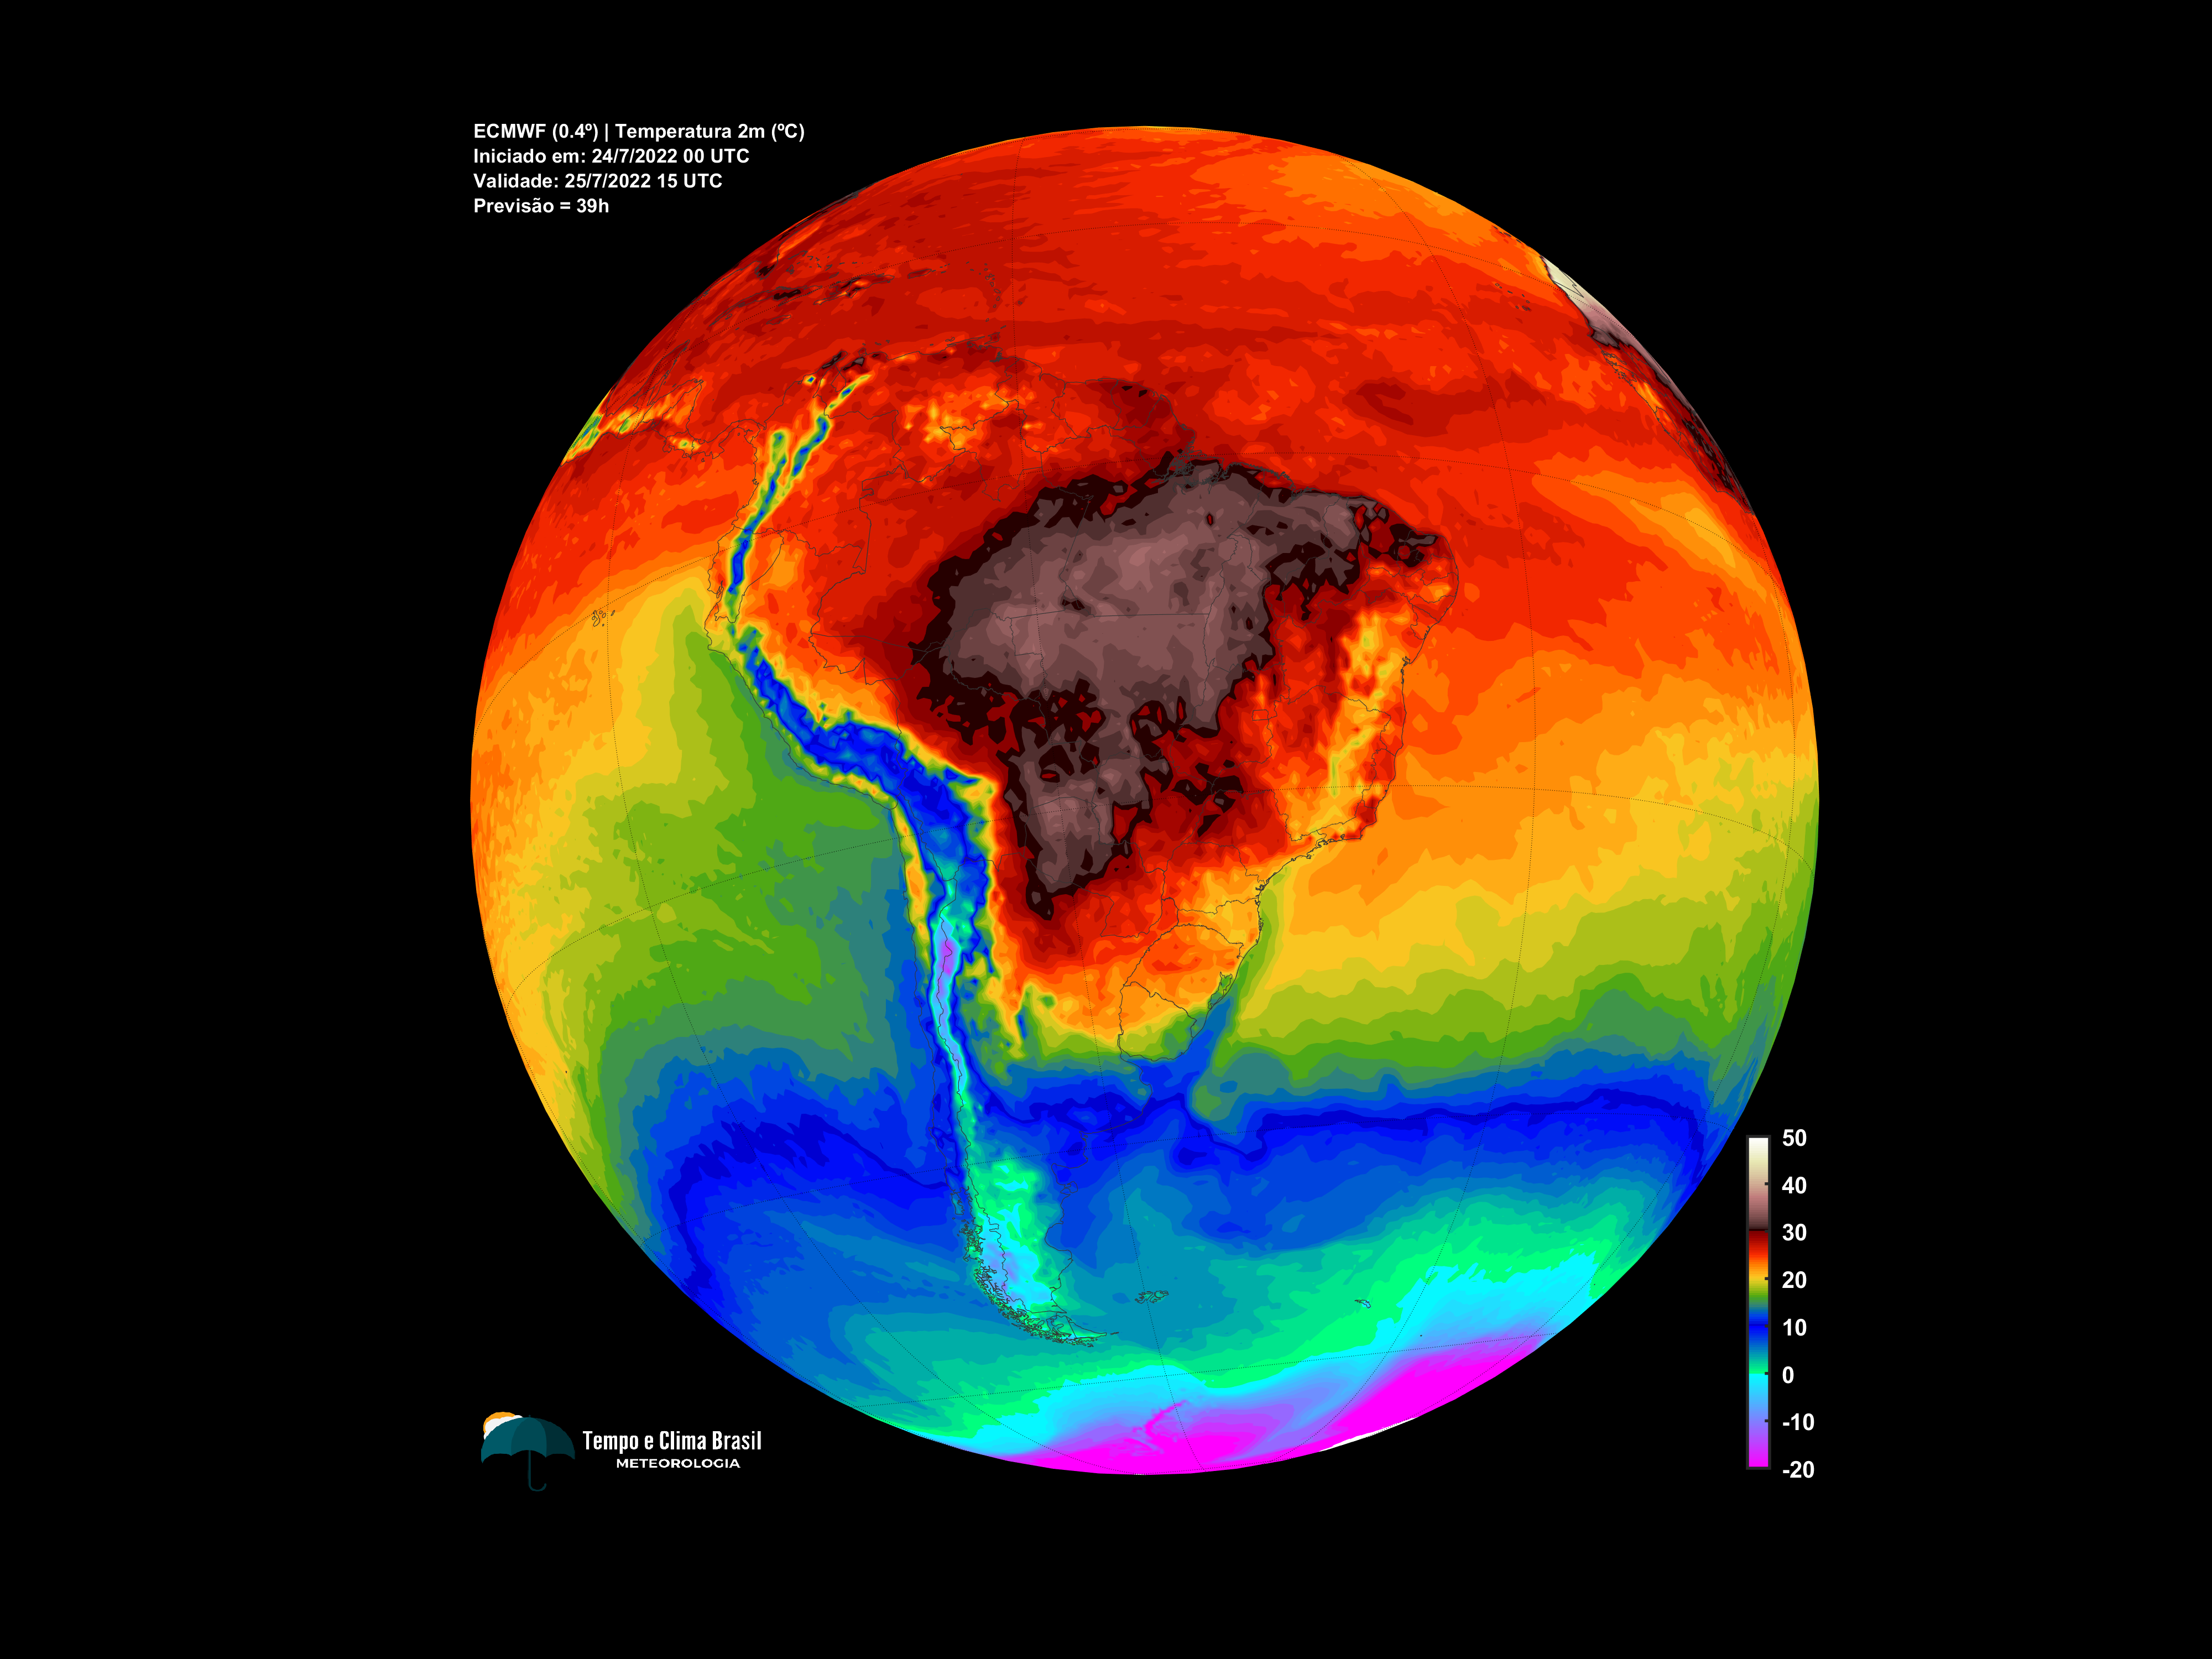 ECMWF (0.4º) | Temperatura 2m (ºC)
Iniciado em: 24/7/2022 00 UTC
Validade: 25/7/2022 15 UTC
Previsão = 39h
50
40
30
20
10
0
-10
-20
Tempo e Clima Brasil
METEOROLOGIA